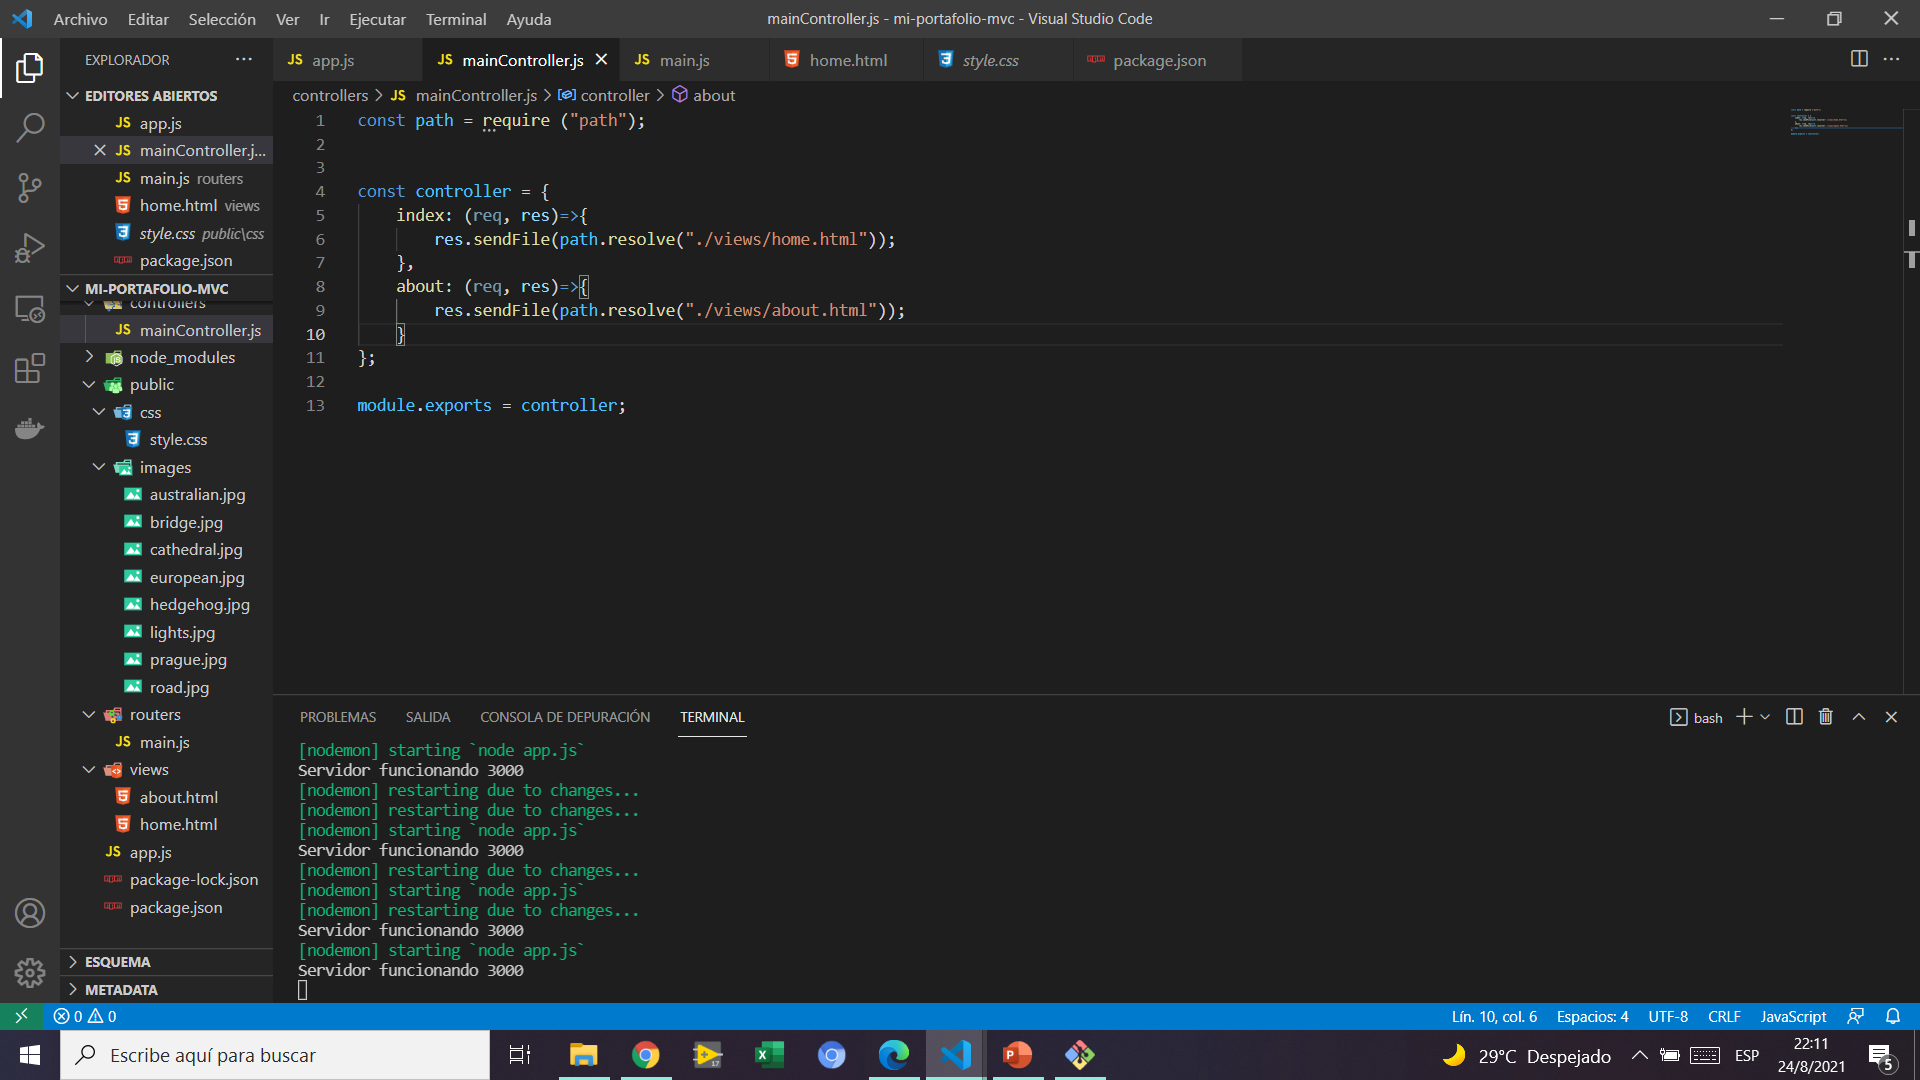 Archivo Editar Selección Ver Ir Ejecutar Terminal Ayuda
mainController.js - mi-portafolio-mvc - Visual Studio Code
EXPLORADOR
EDITORES ABIERTOS
JS app.js
JS mainController.j...
JS main.js routers
home.html views
style.css public\css
package.json
MI-PORTAFOLIO-MVC
controllers
JS mainController.js
node_modules
public
css
style.css
images
australian.jpg
bridge.jpg
cathedral.jpg
european.jpg
hedgehog.jpg
lights.jpg
prague.jpg
road.jpg
routers
JS main.js
views
about.html
home.html
JS app.js
package-lock.json
package.json
ESQUEMA
METADATA
JS app.js JS mainController.js JS main.js home.html style.css package.json
controllers > JS mainController.js > controller > about
1 const path = require ("path");
2
3
4 const controller = {
5 index: (req, res)=>{
6 res.sendFile(path.resolve("./views/home.html"));
7 },
8 about: (req, res)=>{
9 res.sendFile(path.resolve("./views/about.html"));
10 }
11 };
12
13 module.exports = controller;
PROBLEMAS SALIDA CONSOLA DE DEPURACIÓN TERMINAL bash
[nodemon] starting `node app.js`
Servidor funcionando 3000
[nodemon] restarting due to changes...
[nodemon] restarting due to changes...
[nodemon] starting `node app.js`
Servidor funcionando 3000
[nodemon] restarting due to changes...
[nodemon] starting `node app.js`
[nodemon] restarting due to changes...
Servidor funcionando 3000
[nodemon] starting `node app.js`
Servidor funcionando 3000
0 0 Lín. 10, col. 6 Espacios: 4 UTF-8 CRLF JavaScript
Escribe aquí para buscar
17
29°C Despejado
ESP
22:11
24/8/2021
5